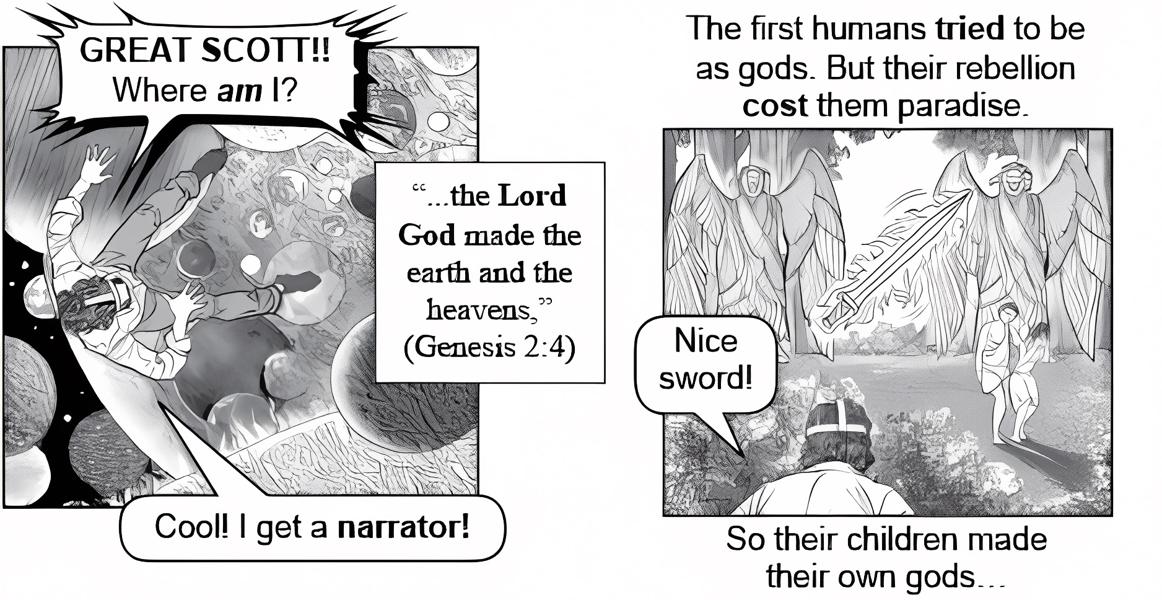 GREAT SCOTT!!
Where am I?
“...the Lord
God made the
earth and the
heavens,”
(Genesis 2:4)
Cool! I get a narrator!
The first humans tried to be
as gods. But their rebellion
cost them paradise.
Nice
sword!
So their children made
their own gods...